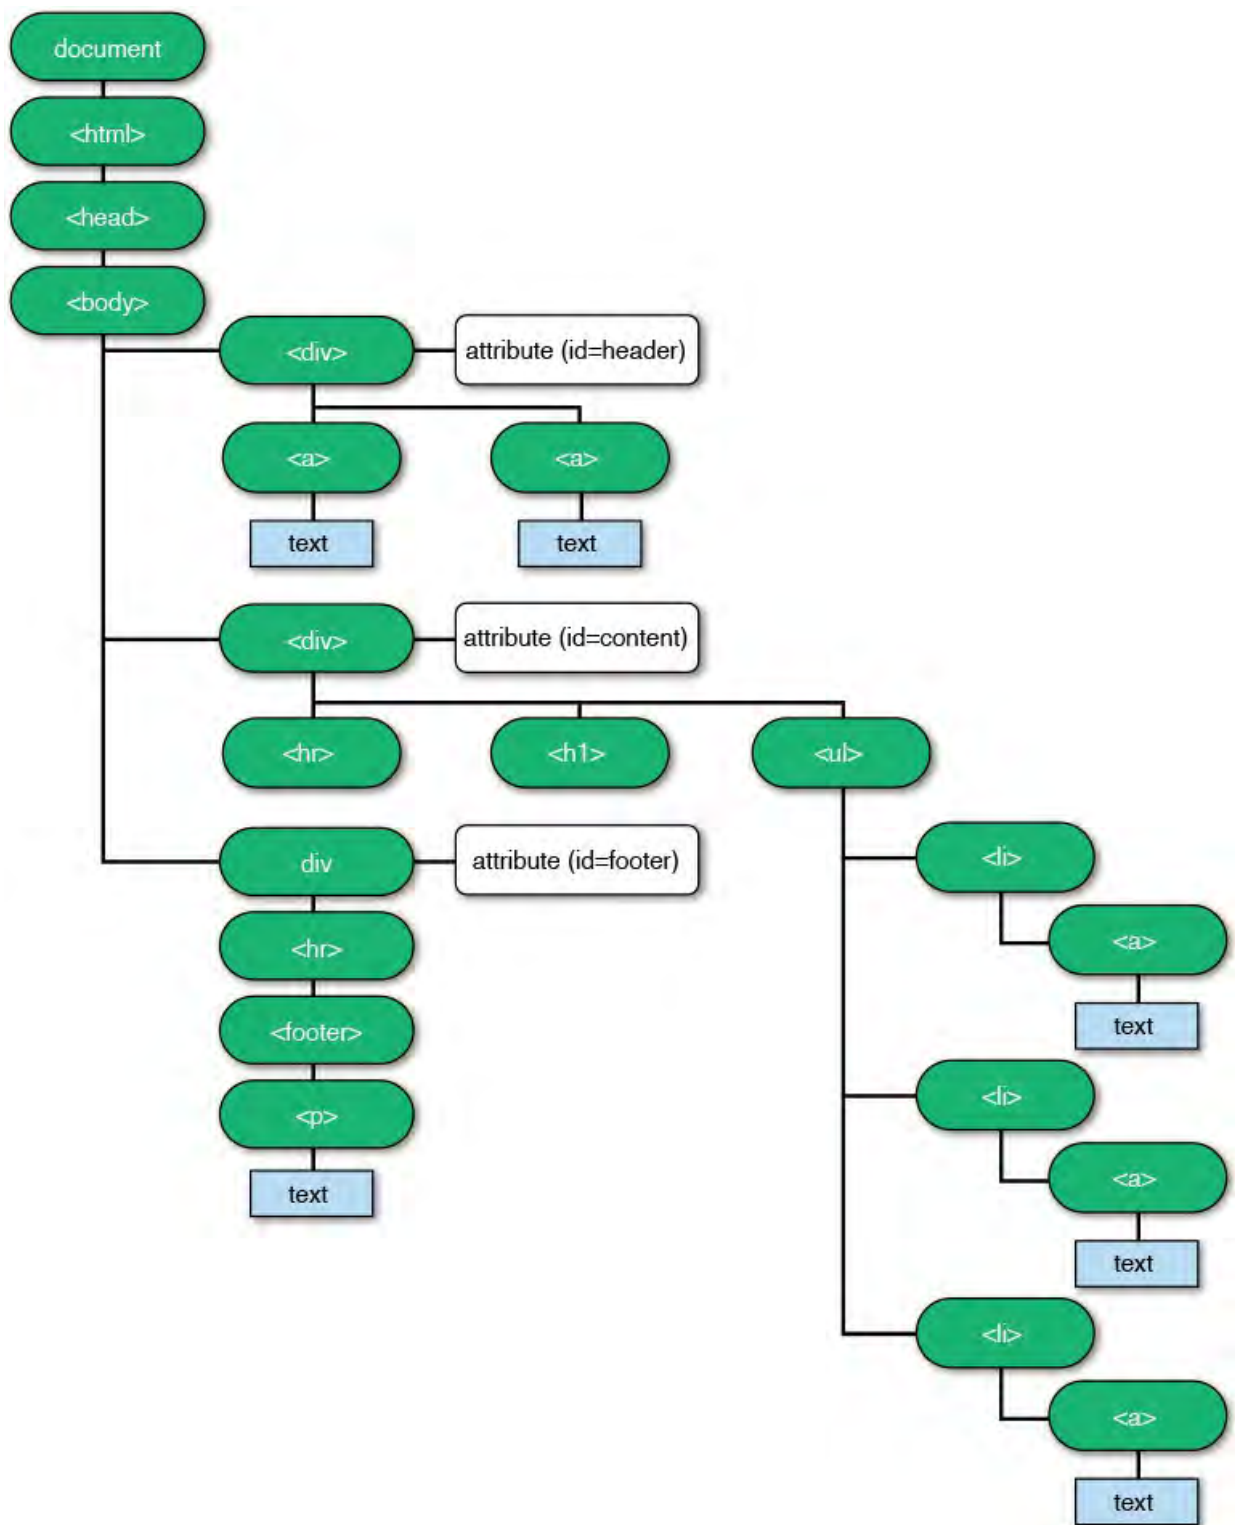 document
<html>
<head>
<body>
<div>
attribute (id=header)
<a>
<a>
text
text
<div>
attribute (id=content)
<hr>
<h1>
<ul>
div
attribute (id=footer)
<hr>
<footer>
<p>
text
<li>
<a>
text
<li>
<a>
text
<li>
<a>
text